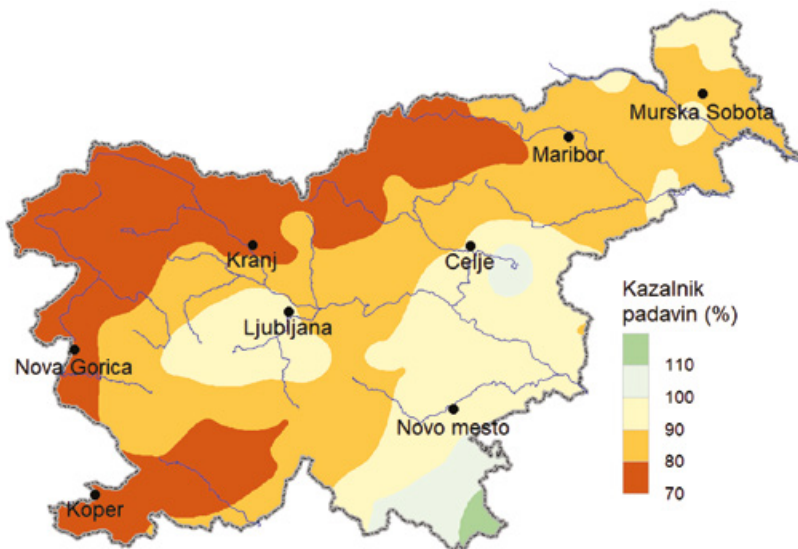 Murska Sobota
Maribor
Kranj
Celje
Ljubljana
Nova Gorica
Novo mesto
Koper
Kazalnik
padavin (%)
110
100
90
80
70